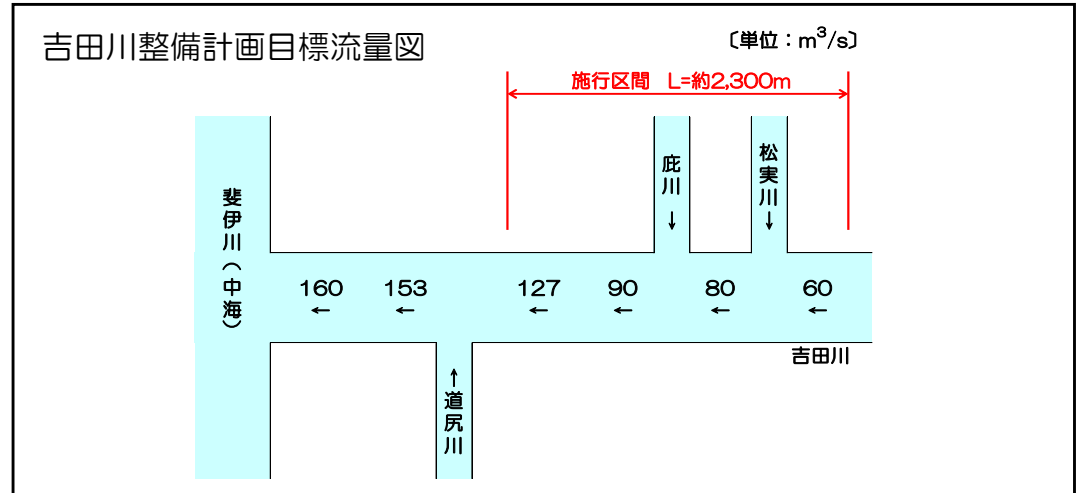 吉田川整備計画目標流量図
〔単位：m³/s〕
施行区間　L=約2,300m
斐伊川（中海）
庇川
↓
松実川
↓
160
←
153
←
127
←
90
←
80
←
60
←
吉田川
↑
道尻川